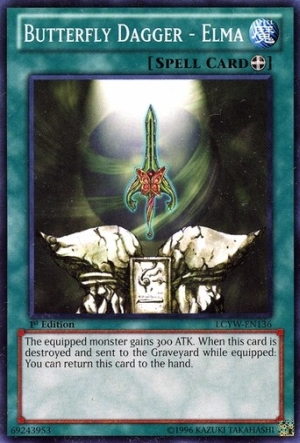 BUTTERFLY DAGGER - ELMA
魔
[SPELL CARD]
1st Edition
LCYW-EN136
The equipped monster gains 300 ATK. When this card is
destroyed and sent to the Graveyard while equipped:
You can return this card to the hand.
69243953
©1996 KAZUKI TAKAHASHI